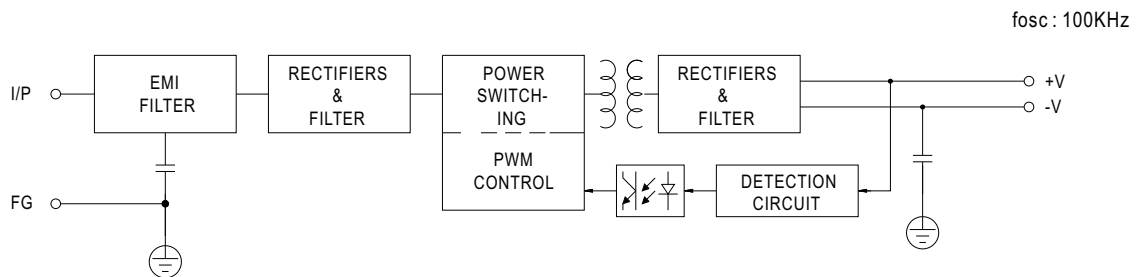 fosc : 100KHz
I/P
EMI
FILTER
RECTIFIERS
&
FILTER
POWER
SWITCH-
ING
PWM
CONTROL
RECTIFIERS
&
FILTER
+V
-V
DETECTION
CIRCUIT
FG